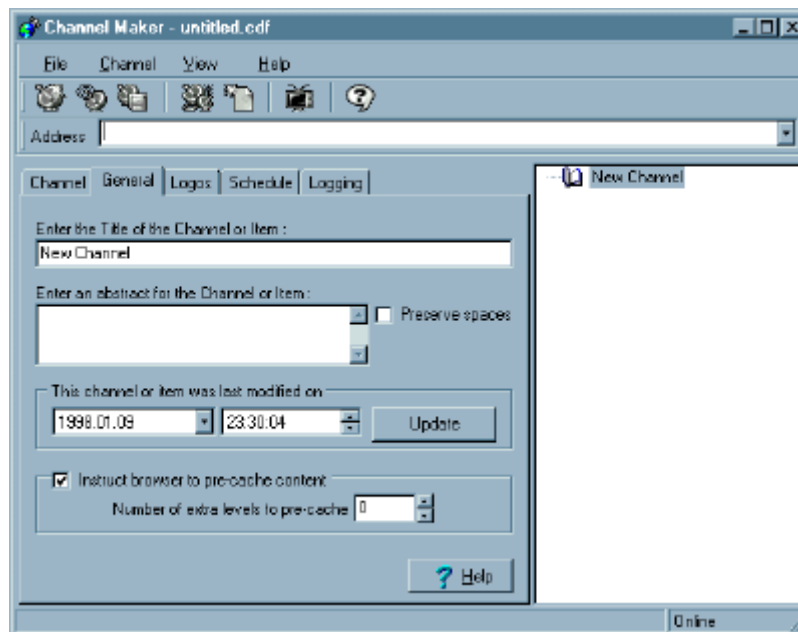 Channel Maker - untitled.cdf
File Channel View Help
Address
Channel General Logos Schedule Logging
New Channel
Enter the Title of the Channel or Item :
New Channel
Enter an abstract for the Channel or Item :
Preserve spaces
This channel or item was last modified on
1998.01.09 23:30:04 Update
Instruct browser to pre-cache content
Number of extra levels to pre-cache 0
? Help
Online